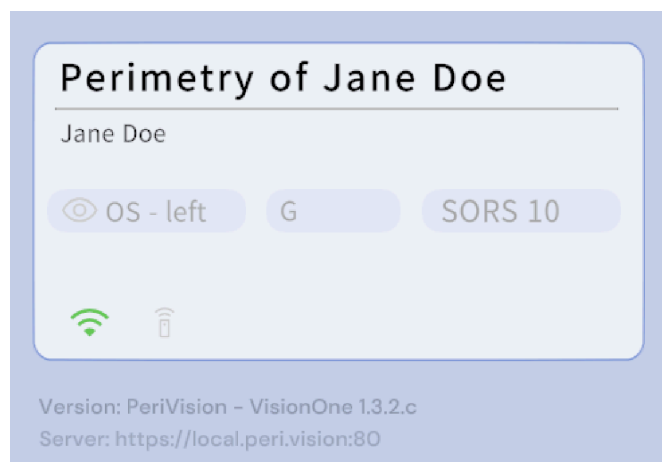 Perimetry of Jane Doe
Jane Doe
OS - left G SORS 10
Version: PeriVision - VisionOne 1.3.2.c
Server: https://local.peri.vision:80